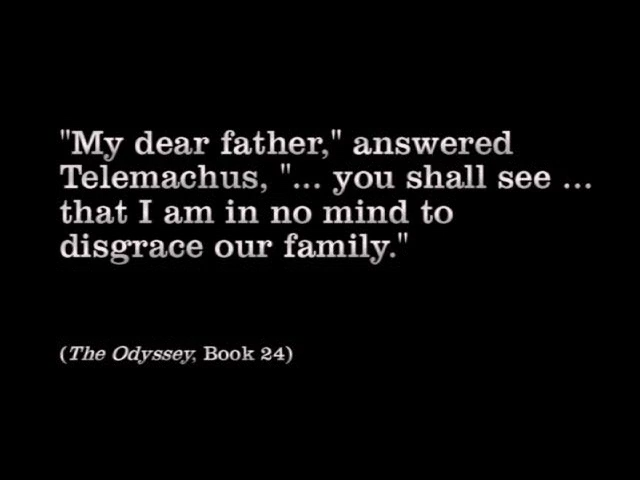 "My dear father," answered
Telemachus, "... you shall see ...
that I am in no mind to
disgrace our family."
(The Odyssey, Book 24)